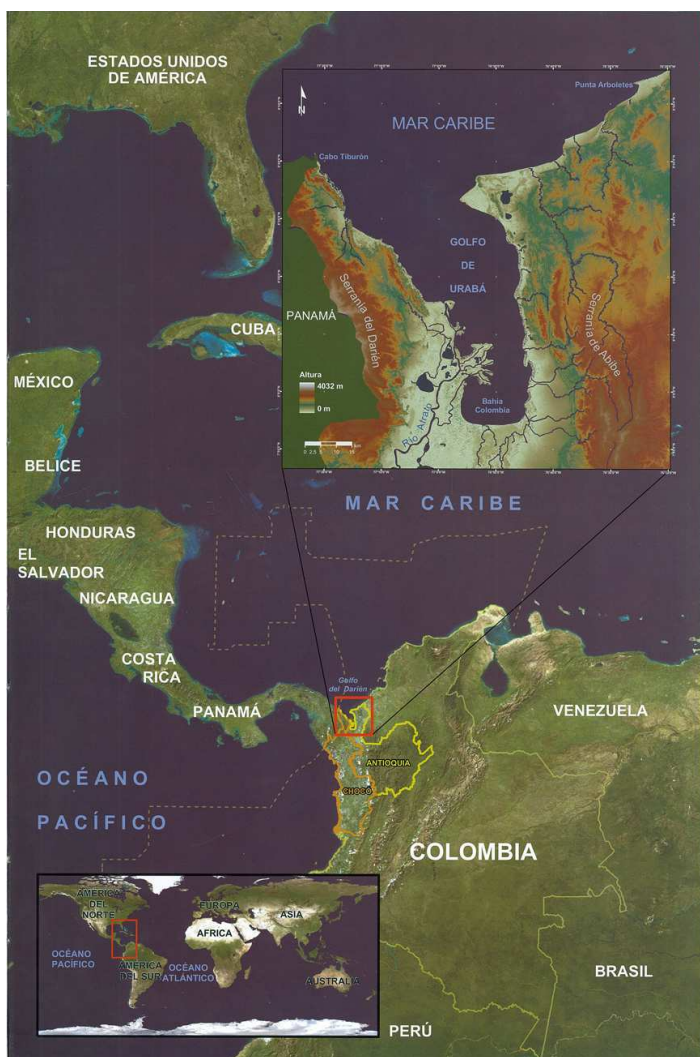 ESTADOS UNIDOS
DE AMÉRICA
N
MAR CARIBE
Punta Arboletes
Cabo Tiburón
GOLFO
DE
URABÁ
PANAMÁ
Serranía del Darién
Serranía de Abibe
Altura
4032 m
0 m
Río Atrato
Bahía
Colombia
CUBA
MÉXICO
BELICE
MAR CARIBE
HONDURAS
EL
SALVADOR
NICARAGUA
COSTA
RICA
PANAMÁ
Golfo
del Darién
VENEZUELA
ANTIOQUIA
CHOCÓ
OCÉANO
PACÍFICO
COLOMBIA
BRASIL
PERÚ
AMÉRICA
DEL
NORTE
EUROPA
ASIA
AFRICA
OCÉANO
PACÍFICO
AMÉRICA
DEL SUR
OCÉANO
ATLÁNTICO
AUSTRALIA